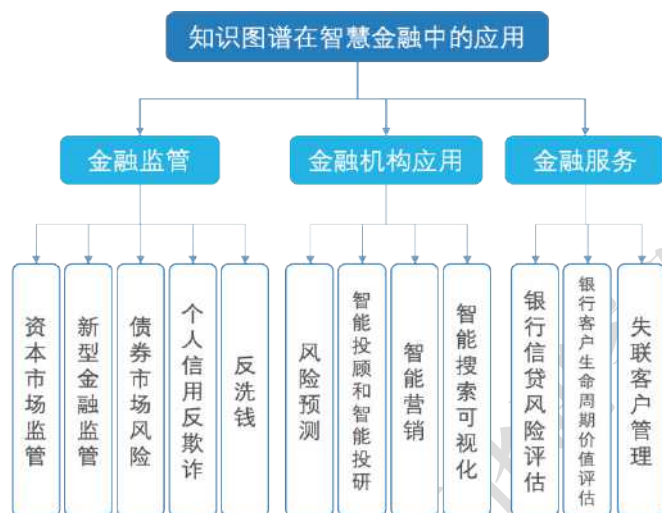 知识图谱在智慧金融中的应用
金融监管
金融机构应用
金融服务
资本市场监管
新型金融监管
债券市场风险
个人信用反欺诈
反洗钱
风险预测
智能投顾和智能投研
智能营销
智能搜索可视化
银行信贷风险评估
银行客户生命周期价值评估
失联客户管理